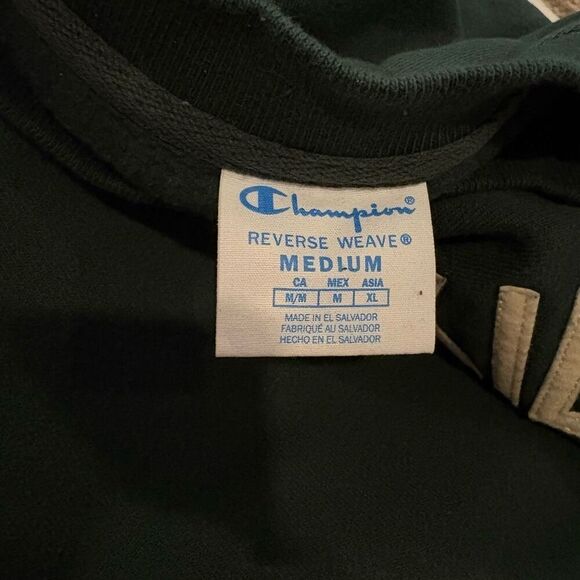 Champion®
REVERSE WEAVE®
MEDIUM
CA MEX ASIA
M/M M XL
MADE IN EL SALVADOR
FABRIQUÉ AU SALVADOR
HECHO EN EL SALVADOR